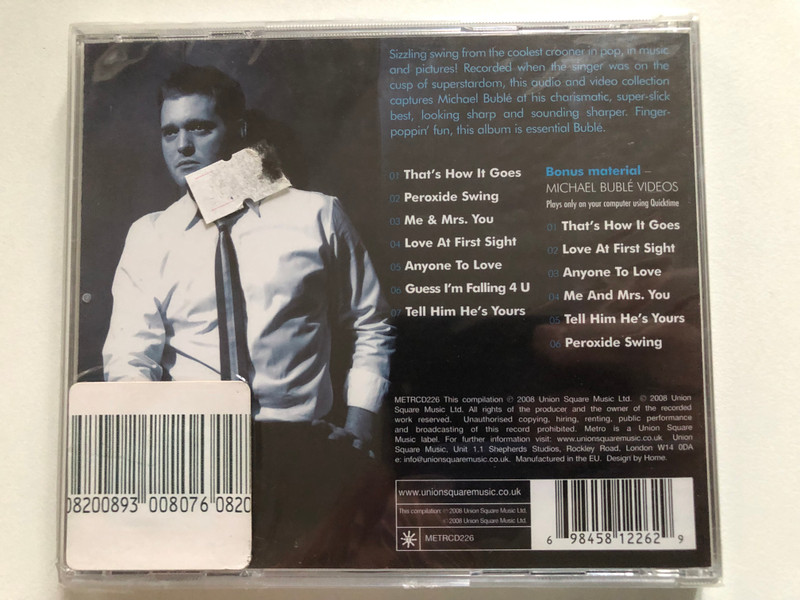 Sizzling swing from the coolest crooner in pop, in music
and pictures! Recorded when the singer was on the
cusp of superstardom, this audio and video collection
captures Michael Bublé at his charismatic, super-slick
best, looking sharp and sounding sharper. Finger-
poppin' fun, this album is essential Bublé.
01 That's How It Goes
02 Peroxide Swing
03 Me & Mrs. You
04 Love At First Sight
05 Anyone To Love
06 Guess I'm Falling 4 U
07 Tell Him He's Yours
Bonus material –
MICHAEL BUBLÉ VIDEOS
Plays only on your computer using Quicktime
01 That's How It Goes
02 Love At First Sight
03 Anyone To Love
04 Me And Mrs. You
05 Tell Him He's Yours
06 Peroxide Swing
METRCD226 This compilation ℗ 2008 Union Square Music Ltd. © 2008 Union
Square Music Ltd. All rights of the producer and the owner of the recorded
work reserved. Unauthorised copying, hiring, renting, public performance
and broadcasting of this record prohibited. Metro is a Union Square
Music label. For further information visit: www.unionsquaremusic.co.uk Union
Square Music, Unit 1.1 Shepherds Studios, Rockley Road, London W14 0DA
e: info@unionsquaremusic.co.uk. Manufactured in the EU. Design by Home.
www.unionsquaremusic.co.uk
This compilation: ℗ 2008 Union Square Music Ltd.
© 2008 Union Square Music Ltd.
METRCD226
6 98458 12262 9
08200893 008076 0820